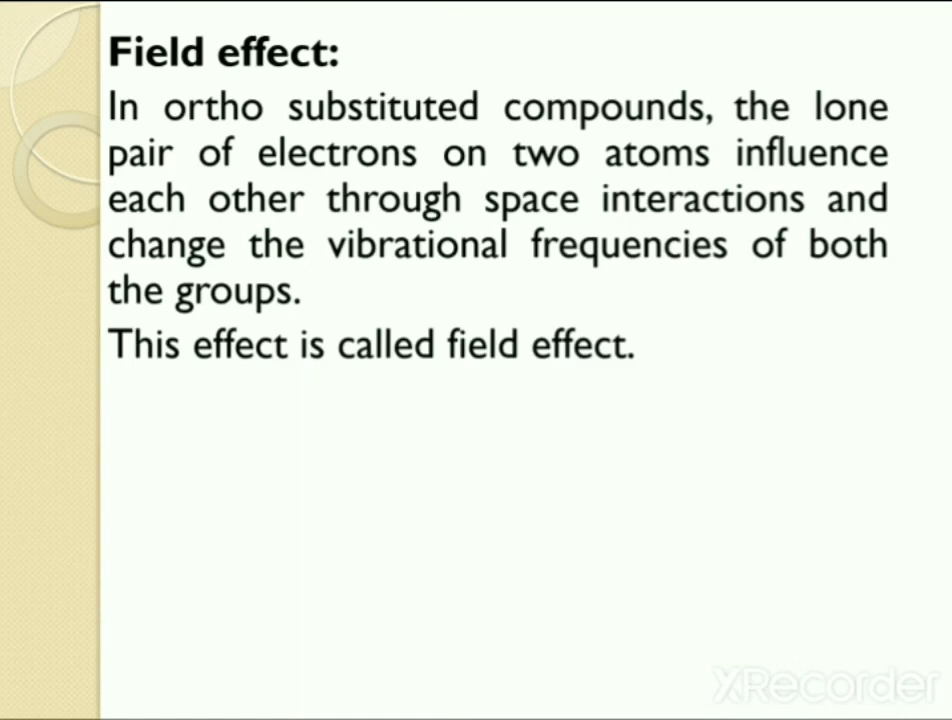 Field effect:
In ortho substituted compounds, the lone
pair of electrons on two atoms influence
each other through space interactions and
change the vibrational frequencies of both
the groups.
This effect is called field effect.
XRecorder